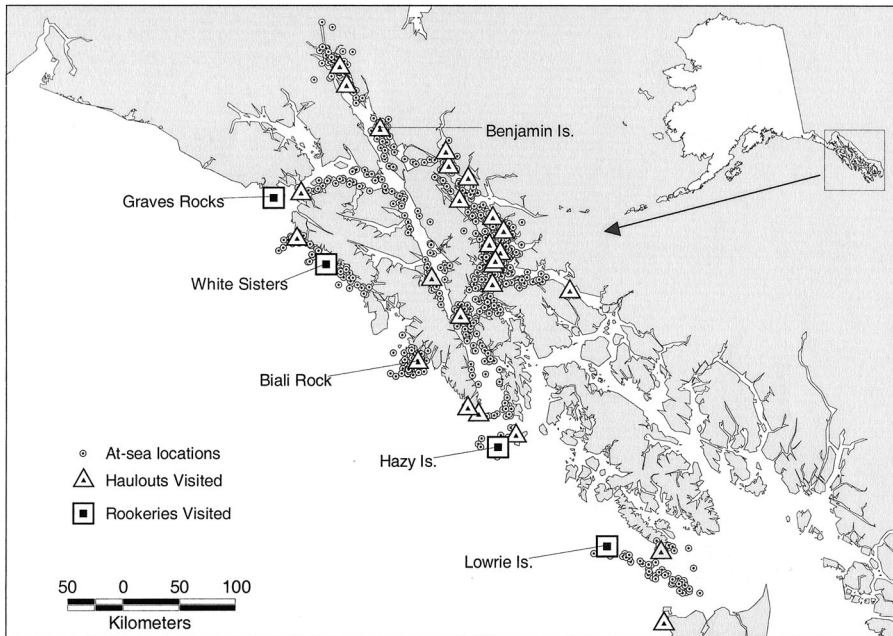 Benjamin Is.
Graves Rocks
White Sisters
Biali Rock
Hazy Is.
Lowrie Is.
At-sea locations
Haulouts Visited
Rookeries Visited
50 0 50 100
Kilometers